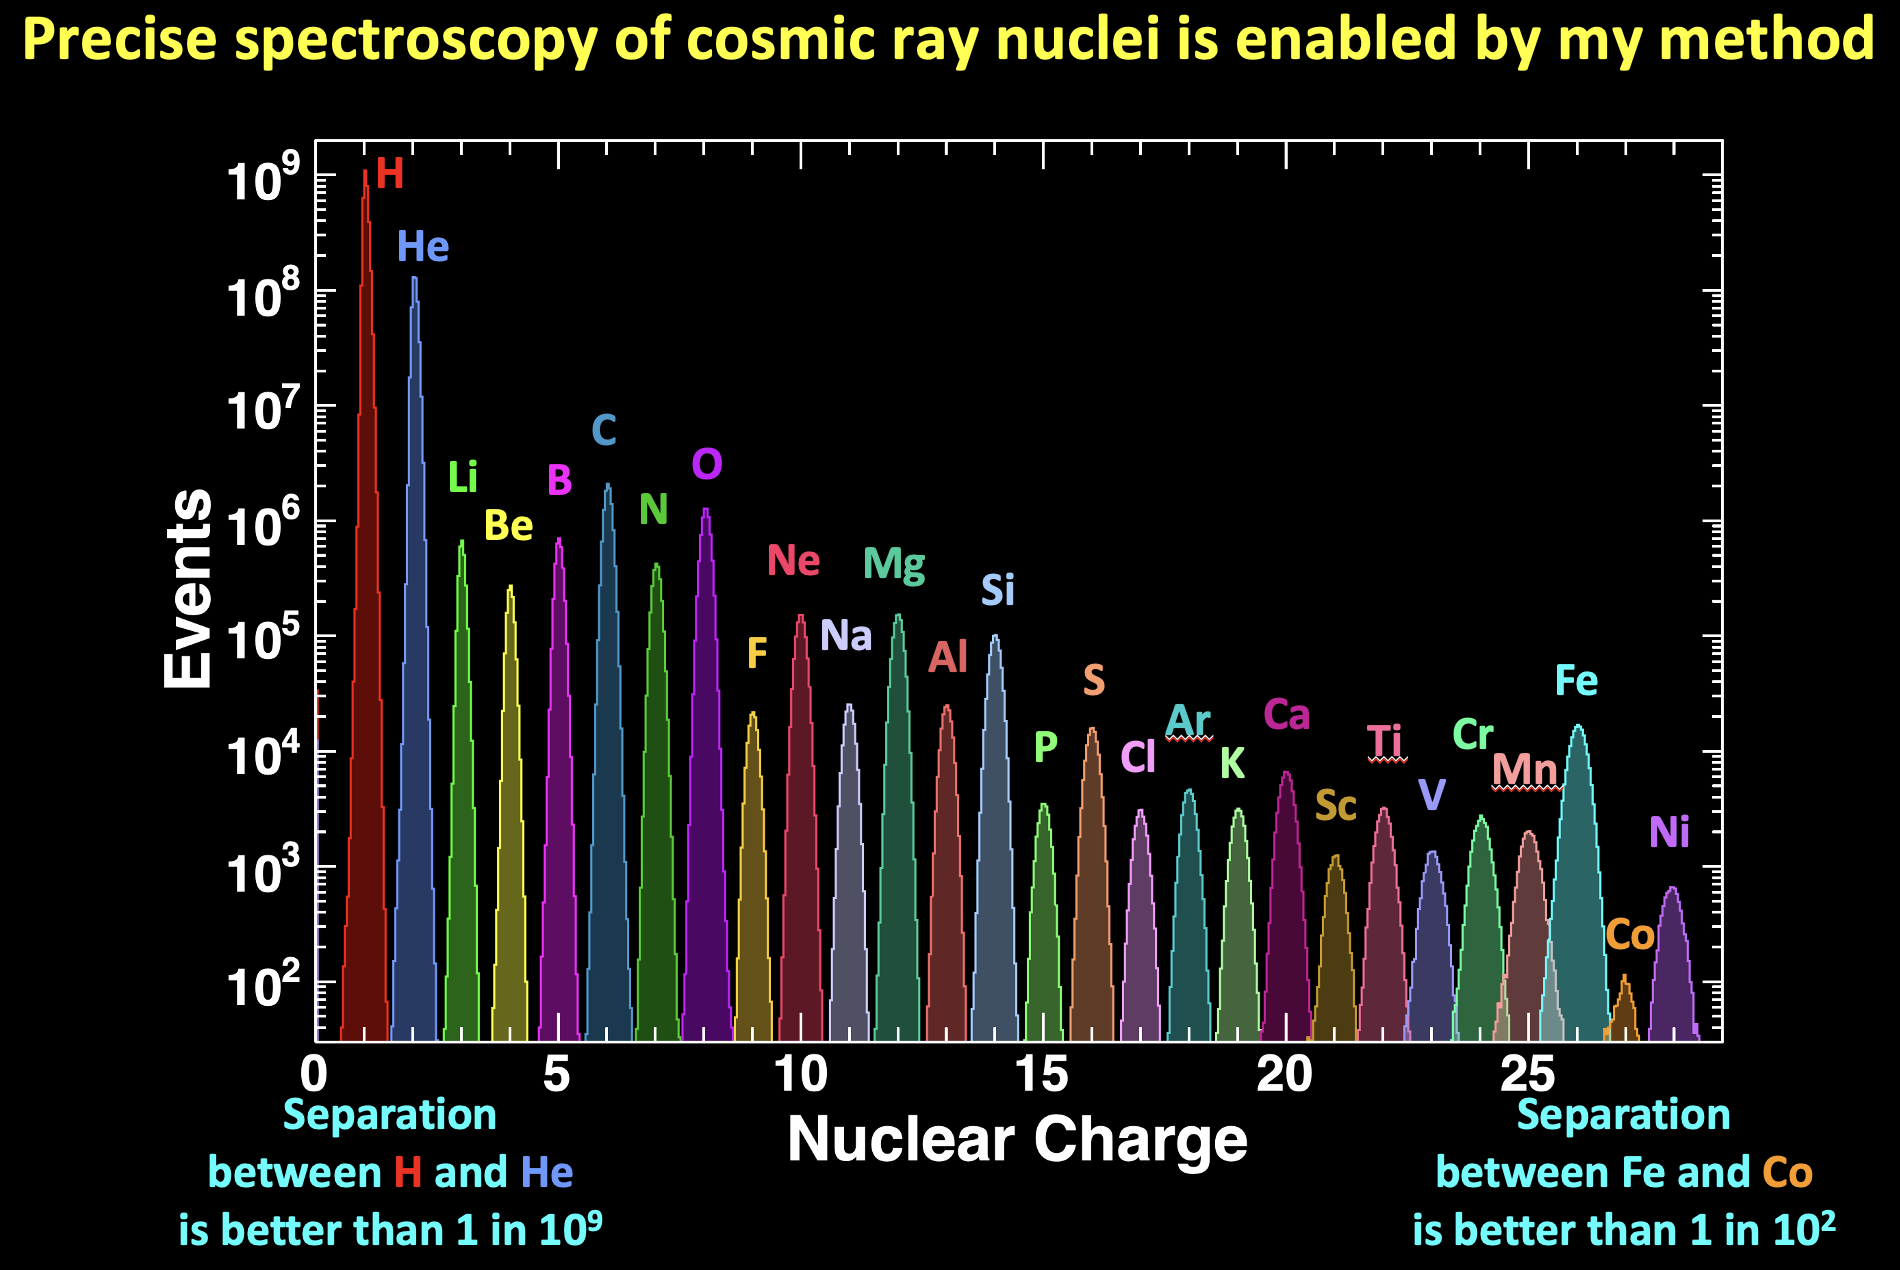 Precise spectroscopy of cosmic ray nuclei is enabled by my method
10⁹
10⁸
10⁷
10⁶
10⁵
10⁴
10³
10²
Events
H
He
Li
Be
B
C
N
O
F
Ne
Na
Mg
Al
Si
P
S
Cl
Ar
K
Ca
Sc
Ti
V
Cr
Mn
Fe
Co
Ni
0 5 10 15 20 25
Nuclear Charge
Separation
between H and He
is better than 1 in 10⁹
Separation
between Fe and Co
is better than 1 in 10²